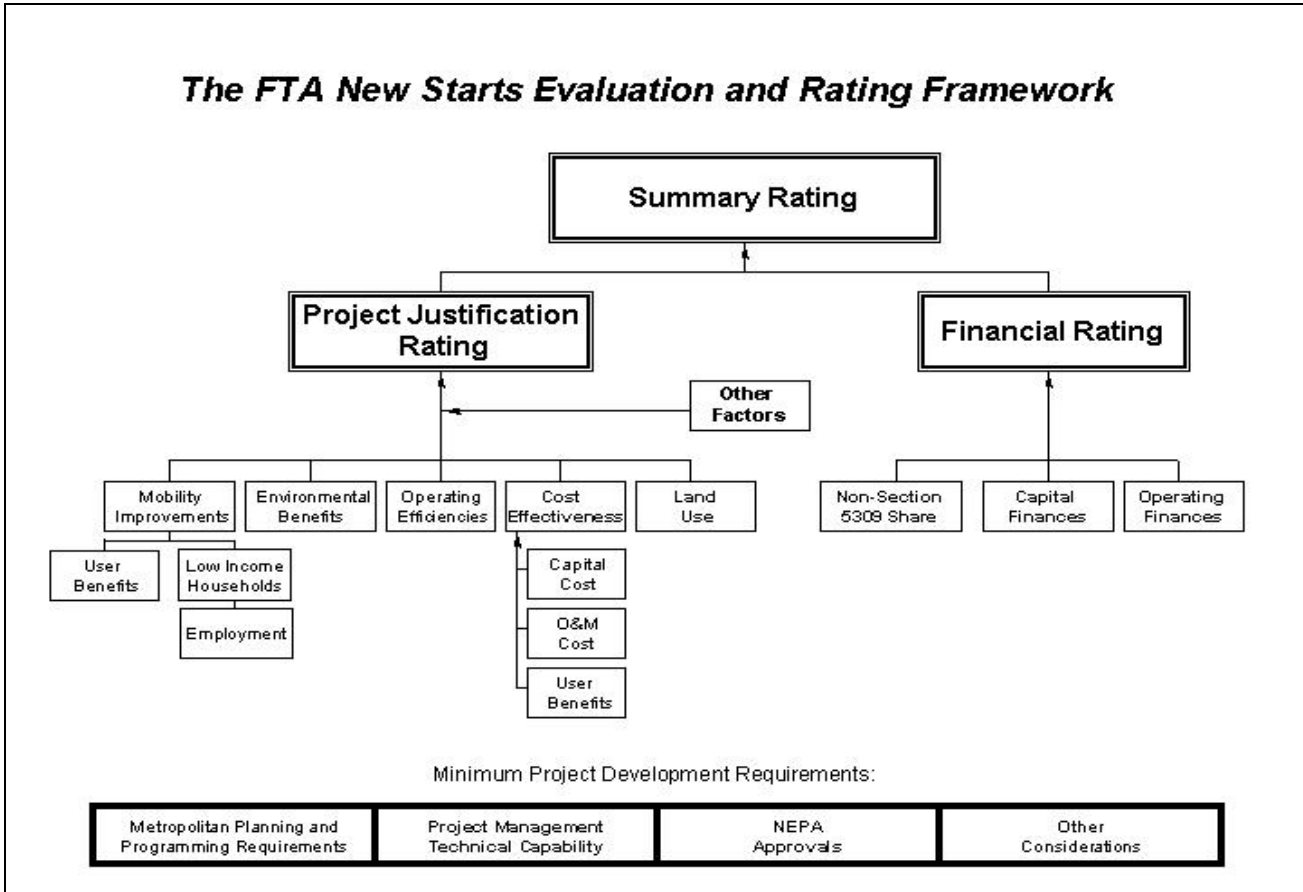 The FTA New Starts Evaluation and Rating Framework
Summary Rating
Project Justification
Rating
Financial Rating
Other
Factors
Mobility
Improvements
Environmental
Benefits
Operating
Efficiencies
Cost
Effectiveness
Land
Use
Non-Section
5309 Share
Capital
Finances
Operating
Finances
User
Benefits
Low Income
Households
Employment
Capital
Cost
O&M
Cost
User
Benefits
Minimum Project Development Requirements:
Metropolitan Planning and
Programming Requirements
Project Management
Technical Capability
NEPA
Approvals
Other
Considerations